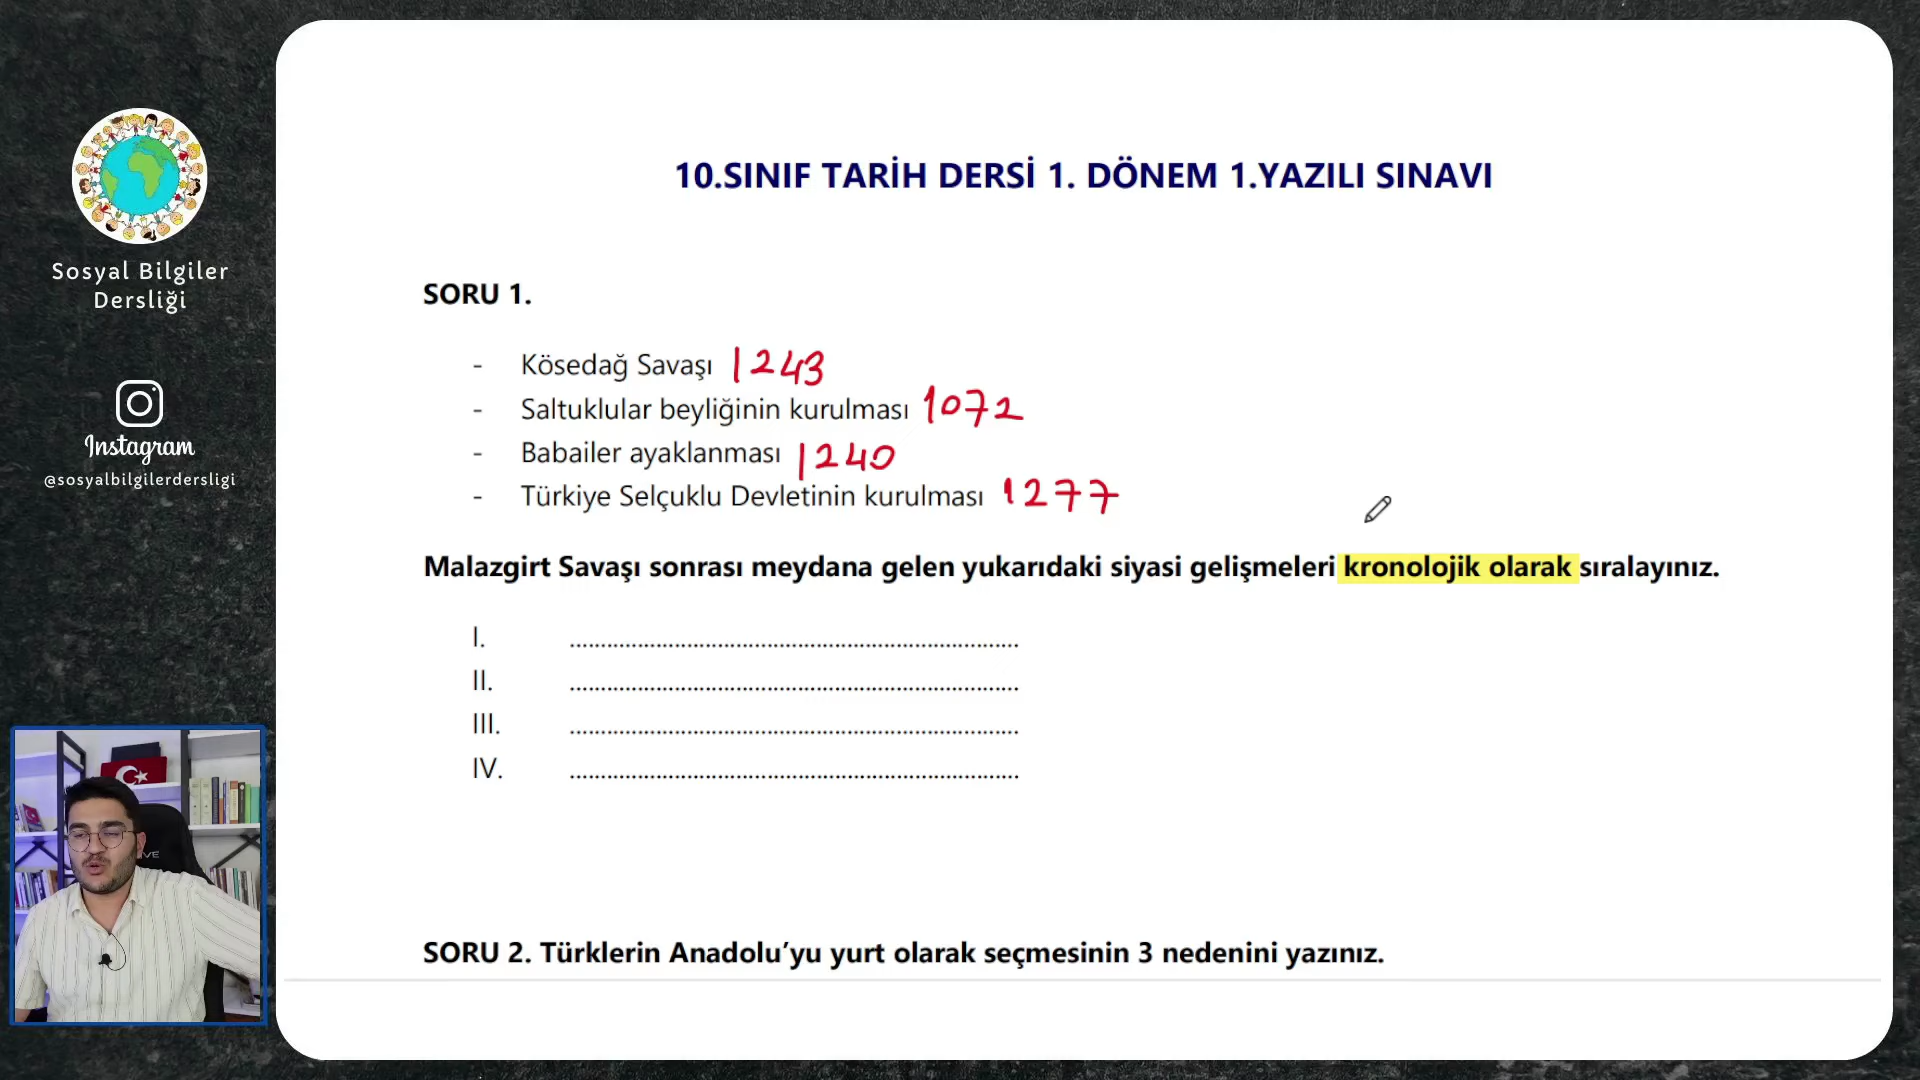 Sosyal Bilgiler
Dersliği
Instagram
@sosyalbilgilerdersligi
10.SINIF TARİH DERSİ 1. DÖNEM 1.YAZILI SINAVI
SORU 1.
- Kösedağ Savaşı 1243
- Saltuklular beyliğinin kurulması 1072
- Babailer ayaklanması 1240
- Türkiye Selçuklu Devletinin kurulması 1277
Malazgirt Savaşı sonrası meydana gelen yukarıdaki siyasi gelişmeleri kronolojik olarak sıralayınız.
I. ........................................................................
II. ........................................................................
III. ........................................................................
IV. ........................................................................
SORU 2. Türklerin Anadolu’yu yurt olarak seçmesinin 3 nedenini yazınız.